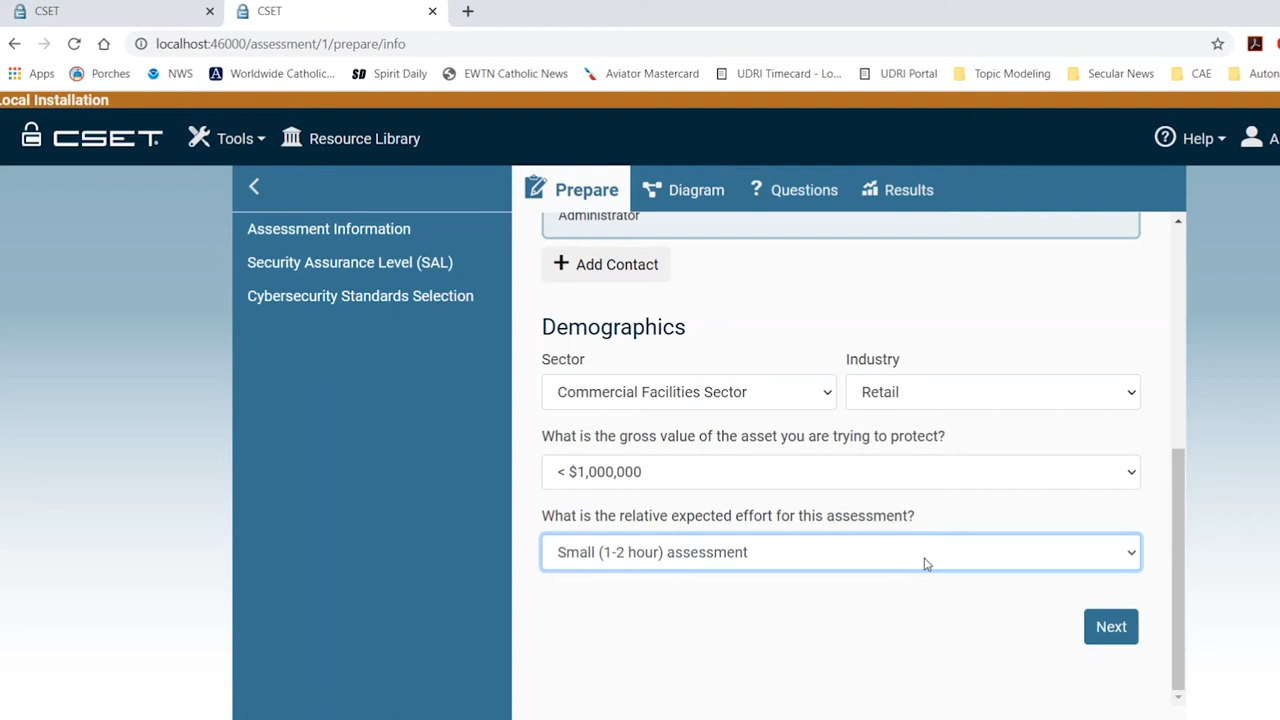 CSET
CSET
localhost:46000/assessment/1/prepare/info
Apps Porches NWS Worldwide Catholic... Spirit Daily EWTN Catholic News Aviator Mastercard UDRI Timecard - Lo... UDRI Portal Topic Modeling Secular News CAE Auton
ocal Installation
CSET Tools Resource Library Help A
Prepare Diagram Questions Results
Assessment Information
Security Assurance Level (SAL)
Cybersecurity Standards Selection
Administrator
+ Add Contact
Demographics
Sector Industry
Commercial Facilities Sector Retail
What is the gross value of the asset you are trying to protect?
< $1,000,000
What is the relative expected effort for this assessment?
Small (1-2 hour) assessment
Next